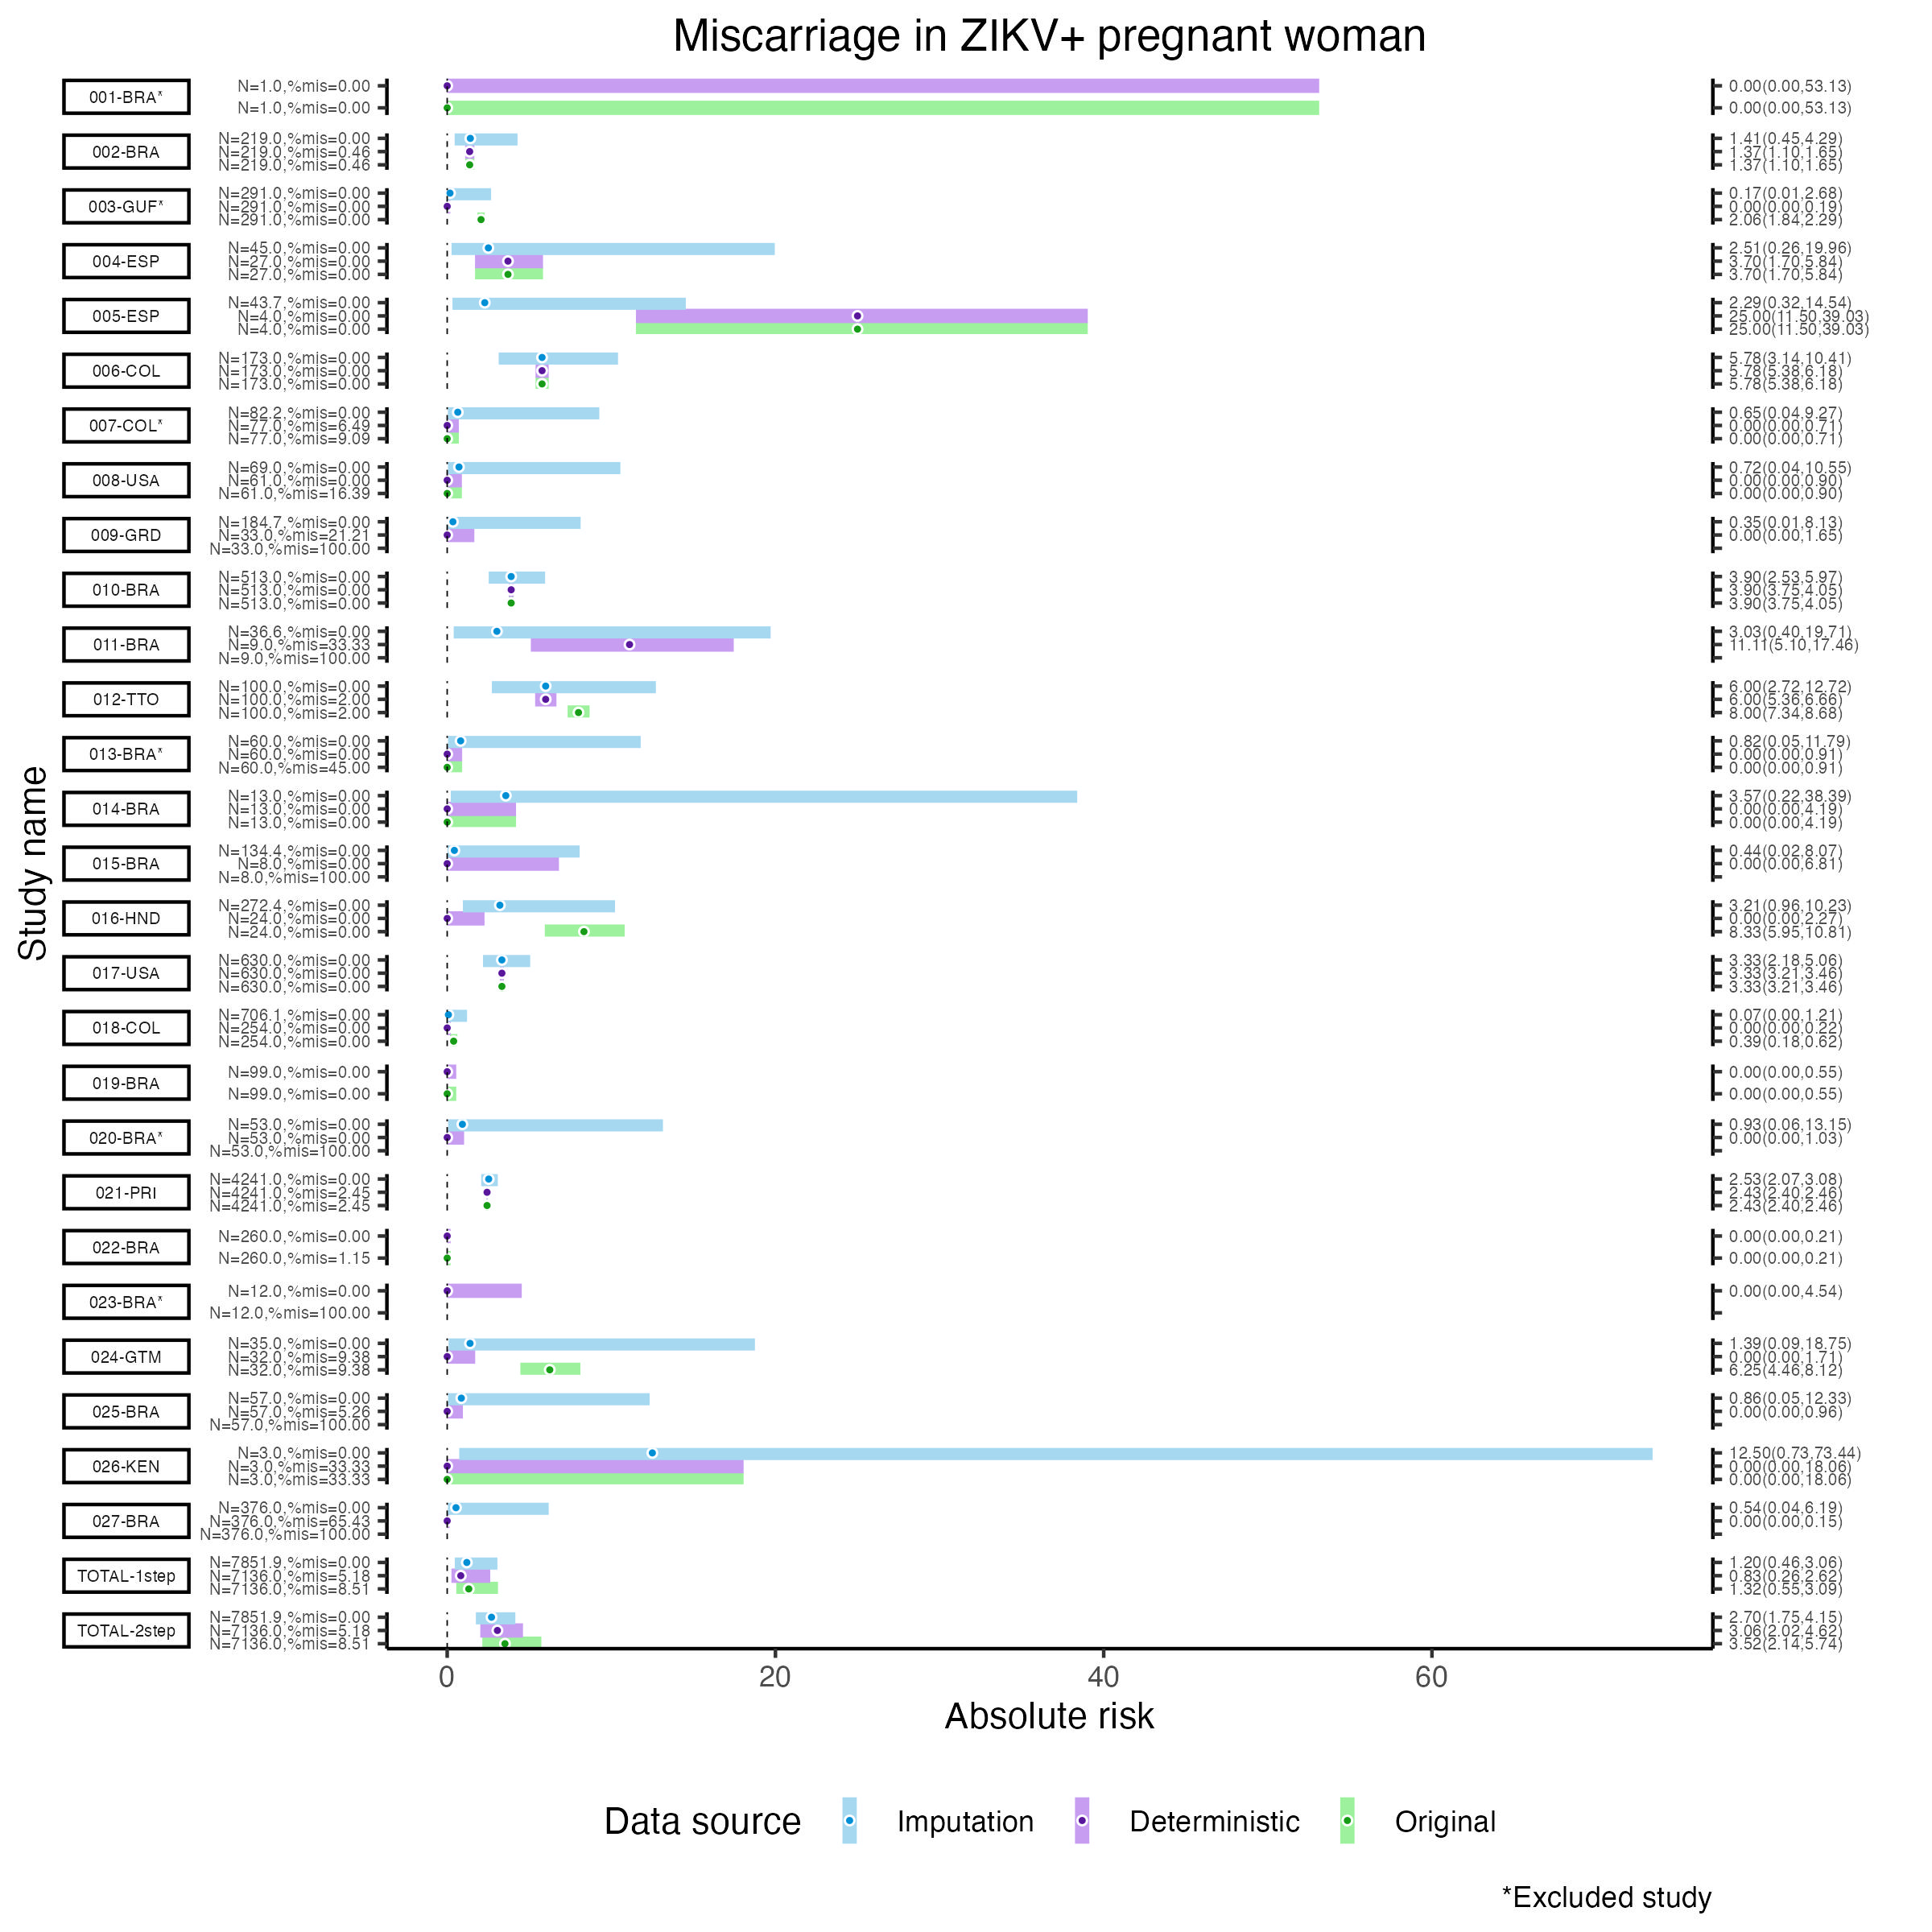 Miscarriage in ZIKV+ pregnant woman
001-BRA*
N=1.0,%mis=0.00 0.00(0.00,53.13)
N=1.0,%mis=0.00 0.00(0.00,53.13)
002-BRA
N=219.0,%mis=0.00 1.41(0.45,4.29)
N=219.0,%mis=0.46 1.37(1.10,1.65)
N=219.0,%mis=0.46 1.37(1.10,1.65)
003-GUF*
N=291.0,%mis=0.00 0.17(0.01,2.68)
N=291.0,%mis=0.00 0.00(0.00,0.19)
N=291.0,%mis=0.00 2.06(1.84,2.29)
004-ESP
N=45.0,%mis=0.00 2.51(0.26,19.96)
N=27.0,%mis=0.00 3.70(1.70,5.84)
N=27.0,%mis=0.00 3.70(1.70,5.84)
005-ESP
N=43.7,%mis=0.00 2.29(0.32,14.54)
N=4.0,%mis=0.00 25.00(11.50,39.03)
N=4.0,%mis=0.00 25.00(11.50,39.03)
006-COL
N=173.0,%mis=0.00 5.78(3.14,10.41)
N=173.0,%mis=0.00 5.78(5.38,6.18)
N=173.0,%mis=0.00 5.78(5.38,6.18)
007-COL*
N=82.2,%mis=0.00 0.65(0.04,9.27)
N=77.0,%mis=6.49 0.00(0.00,0.71)
N=77.0,%mis=9.09 0.00(0.00,0.71)
008-USA
N=69.0,%mis=0.00 0.72(0.04,10.55)
N=61.0,%mis=0.00 0.00(0.00,0.90)
N=61.0,%mis=16.39 0.00(0.00,0.90)
009-GRD
N=184.7,%mis=0.00 0.35(0.01,8.13)
N=33.0,%mis=21.21 0.00(0.00,1.65)
N=33.0,%mis=100.00
010-BRA
N=513.0,%mis=0.00 3.90(2.53,5.97)
N=513.0,%mis=0.00 3.90(3.75,4.05)
N=513.0,%mis=0.00 3.90(3.75,4.05)
011-BRA
N=36.6,%mis=0.00 3.03(0.40,19.71)
N=9.0,%mis=33.33 11.11(5.10,17.46)
N=9.0,%mis=100.00
012-TTO
N=100.0,%mis=0.00 6.00(2.72,12.72)
N=100.0,%mis=2.00 6.00(5.36,6.66)
N=100.0,%mis=2.00 8.00(7.34,8.68)
013-BRA*
N=60.0,%mis=0.00 0.82(0.05,11.79)
N=60.0,%mis=0.00 0.00(0.00,0.91)
N=60.0,%mis=45.00 0.00(0.00,0.91)
014-BRA
N=13.0,%mis=0.00 3.57(0.22,38.39)
N=13.0,%mis=0.00 0.00(0.00,4.19)
N=13.0,%mis=0.00 0.00(0.00,4.19)
015-BRA
N=134.4,%mis=0.00 0.44(0.02,8.07)
N=8.0,%mis=0.00 0.00(0.00,6.81)
N=8.0,%mis=100.00
016-HND
N=272.4,%mis=0.00 3.21(0.96,10.23)
N=24.0,%mis=0.00 0.00(0.00,2.27)
N=24.0,%mis=0.00 8.33(5.95,10.81)
017-USA
N=630.0,%mis=0.00 3.33(2.18,5.06)
N=630.0,%mis=0.00 3.33(3.21,3.46)
N=630.0,%mis=0.00 3.33(3.21,3.46)
018-COL
N=706.1,%mis=0.00 0.07(0.00,1.21)
N=254.0,%mis=0.00 0.00(0.00,0.22)
N=254.0,%mis=0.00 0.39(0.18,0.62)
019-BRA
N=99.0,%mis=0.00 0.00(0.00,0.55)
N=99.0,%mis=0.00 0.00(0.00,0.55)
020-BRA*
N=53.0,%mis=0.00 0.93(0.06,13.15)
N=53.0,%mis=0.00 0.00(0.00,1.03)
N=53.0,%mis=100.00
021-PRI
N=4241.0,%mis=0.00 2.53(2.07,3.08)
N=4241.0,%mis=2.45 2.43(2.40,2.46)
N=4241.0,%mis=2.45 2.43(2.40,2.46)
022-BRA
N=260.0,%mis=0.00 0.00(0.00,0.21)
N=260.0,%mis=1.15 0.00(0.00,0.21)
023-BRA*
N=12.0,%mis=0.00 0.00(0.00,4.54)
N=12.0,%mis=100.00
024-GTM
N=35.0,%mis=0.00 1.39(0.09,18.75)
N=32.0,%mis=9.38 0.00(0.00,1.71)
N=32.0,%mis=9.38 6.25(4.46,8.12)
025-BRA
N=57.0,%mis=0.00 0.86(0.05,12.33)
N=57.0,%mis=5.26 0.00(0.00,0.96)
N=57.0,%mis=100.00
026-KEN
N=3.0,%mis=0.00 12.50(0.73,73.44)
N=3.0,%mis=33.33 0.00(0.00,18.06)
N=3.0,%mis=33.33 0.00(0.00,18.06)
027-BRA
N=376.0,%mis=0.00 0.54(0.04,6.19)
N=376.0,%mis=65.43 0.00(0.00,0.15)
N=376.0,%mis=100.00
TOTAL-1step
N=7851.9,%mis=0.00 1.20(0.46,3.06)
N=7136.0,%mis=5.18 0.83(0.26,2.62)
N=7136.0,%mis=8.51 1.32(0.55,3.09)
TOTAL-2step
N=7851.9,%mis=0.00 2.70(1.75,4.15)
N=7136.0,%mis=5.18 3.06(2.02,4.62)
N=7136.0,%mis=8.51 3.52(2.14,5.74)
Study name
0 20 40 60
Absolute risk
Data source Imputation Deterministic Original
*Excluded study